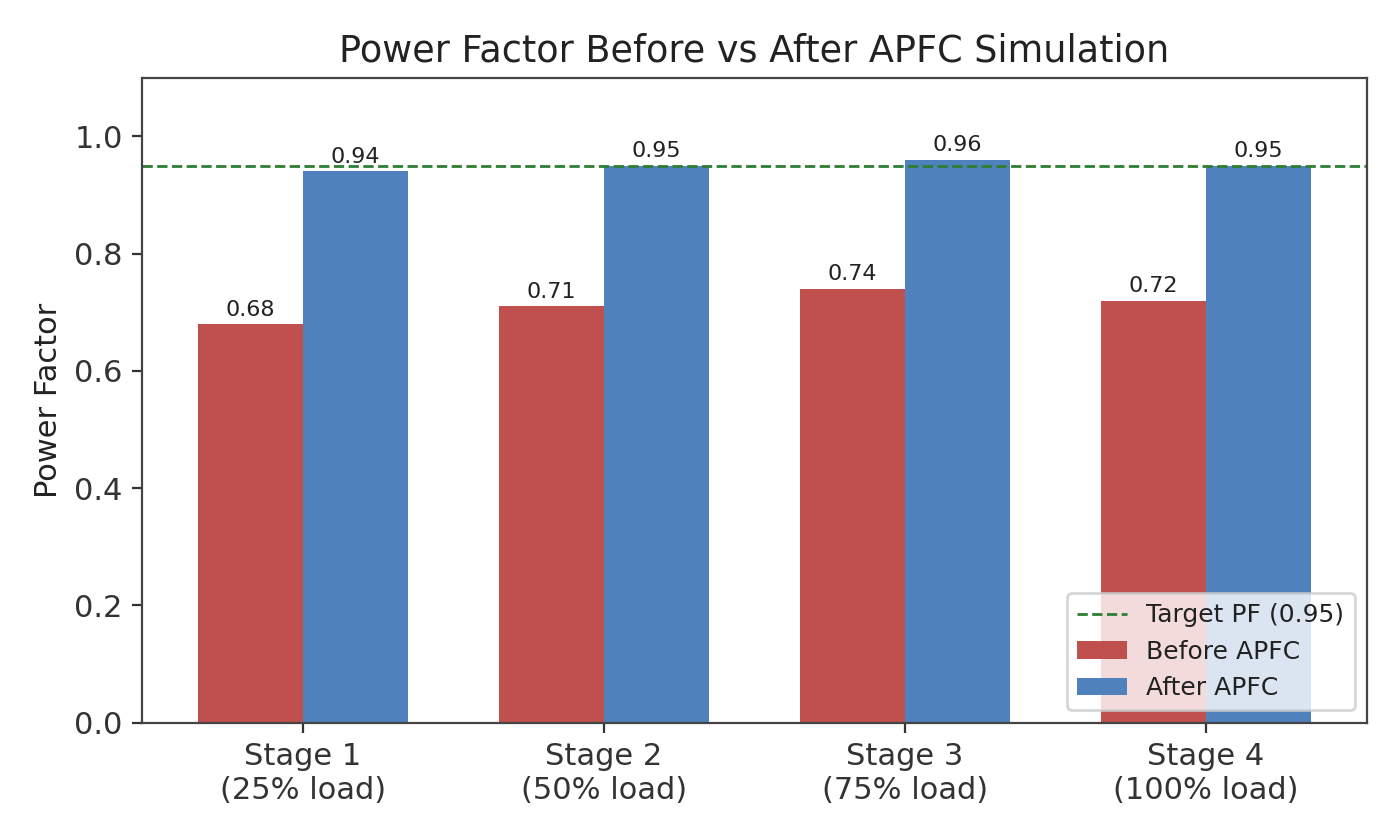 Power Factor Before vs After APFC Simulation
Power Factor
1.0
0.8
0.6
0.4
0.2
0.0
0.68
0.94
0.71
0.95
0.74
0.96
0.72
0.95
Target PF (0.95)
Before APFC
After APFC
Stage 1
(25% load)
Stage 2
(50% load)
Stage 3
(75% load)
Stage 4
(100% load)